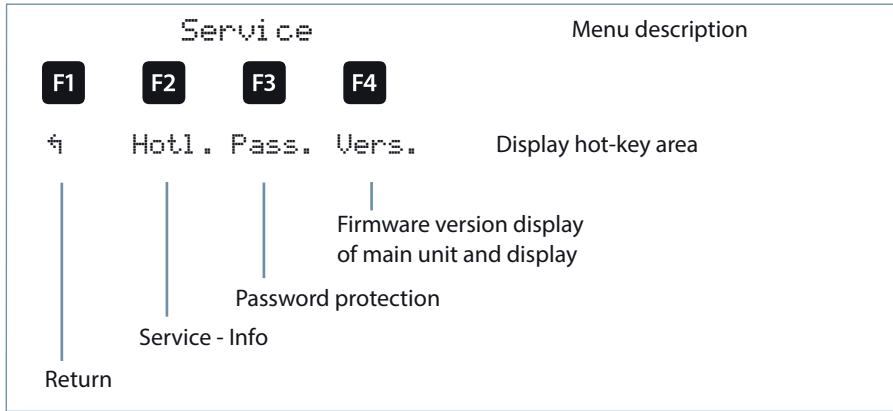 Service Menu description
F1 F2 F3 F4
↰ Hotl. Pass. Vers. Display hot-key area
Firmware version display
of main unit and display
Password protection
Service - Info
Return